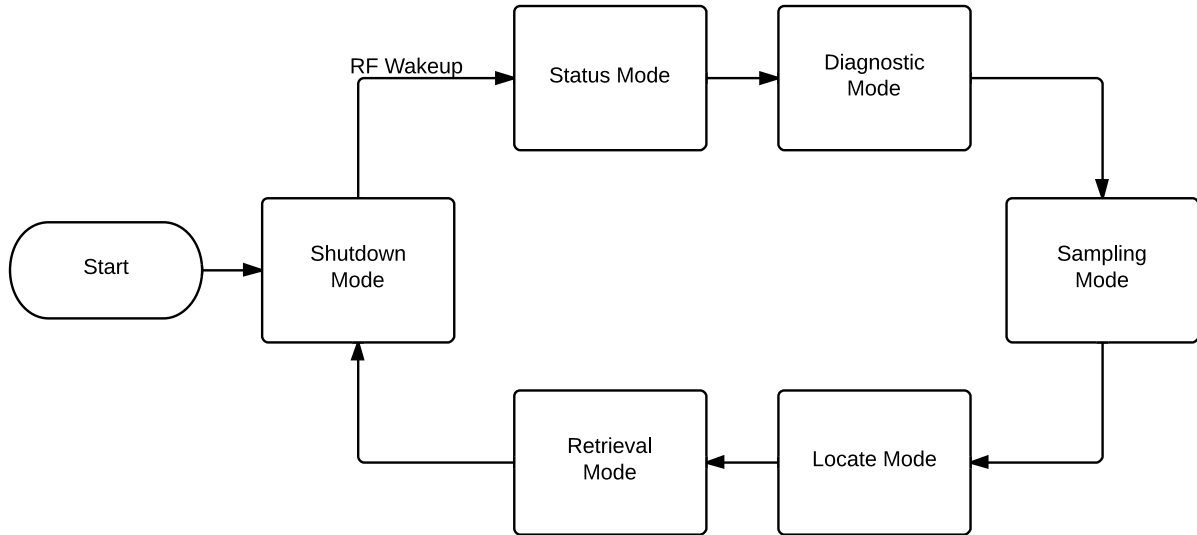 RF Wakeup
Status Mode
Diagnostic
Mode
Start
Shutdown
Mode
Sampling
Mode
Retrieval
Mode
Locate Mode